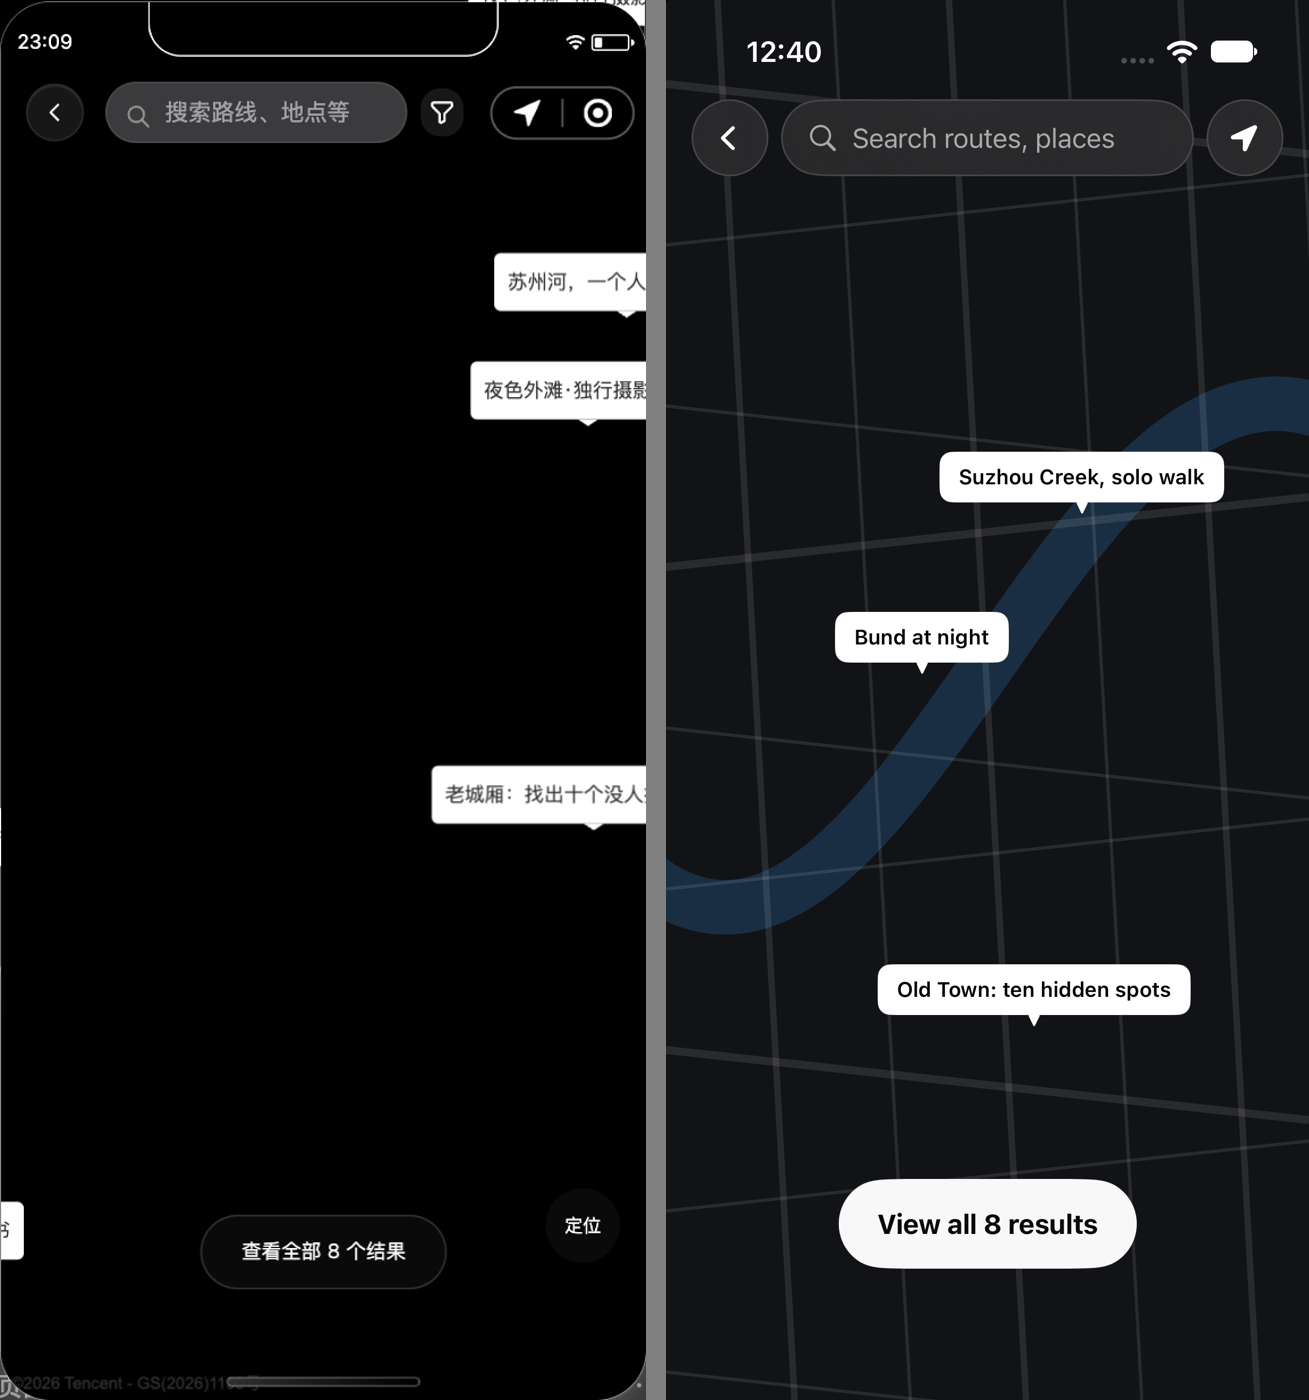 23:09
搜索路线、地点等
苏州河，一个人
夜色外滩·独行摄影
老城厢：找出十个没人
书
查看全部 8 个结果
定位
©2026 Tencent - GS(2026)11
12:40
Search routes, places
Suzhou Creek, solo walk
Bund at night
Old Town: ten hidden spots
View all 8 results